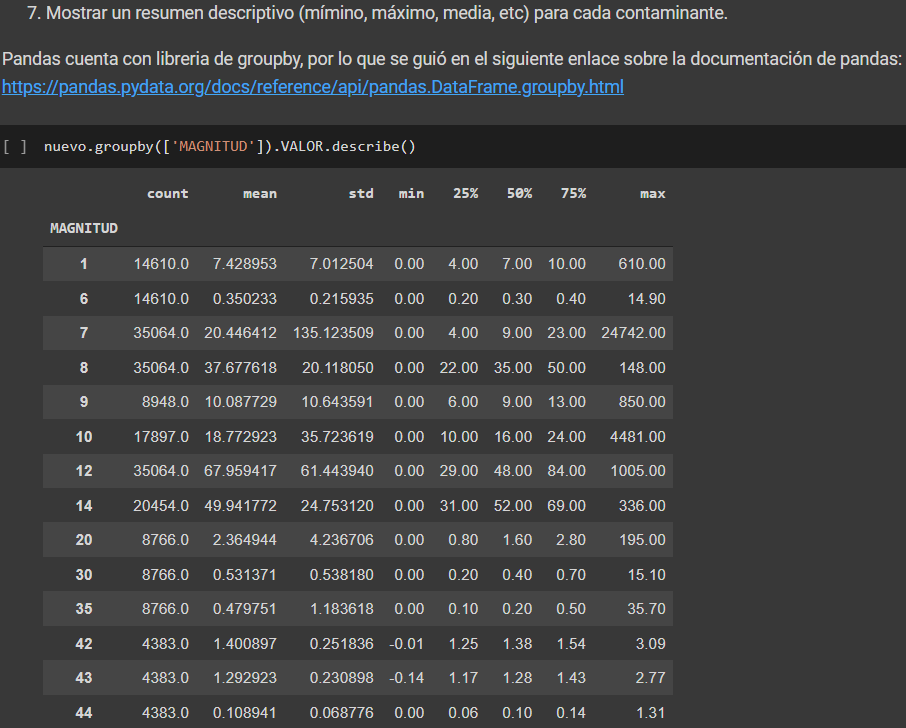 7. Mostrar un resumen descriptivo (mímino, máximo, media, etc) para cada contaminante.
Pandas cuenta con libreria de groupby, por lo que se guió en el siguiente enlace sobre la documentación de pandas:
https://pandas.pydata.org/docs/reference/api/pandas.DataFrame.groupby.html
[ ] nuevo.groupby(['MAGNITUD']).VALOR.describe()
count mean std min 25% 50% 75% max
MAGNITUD
1 14610.0 7.428953 7.012504 0.00 4.00 7.00 10.00 610.00
6 14610.0 0.350233 0.215935 0.00 0.20 0.30 0.40 14.90
7 35064.0 20.446412 135.123509 0.00 4.00 9.00 23.00 24742.00
8 35064.0 37.677618 20.118050 0.00 22.00 35.00 50.00 148.00
9 8948.0 10.087729 10.643591 0.00 6.00 9.00 13.00 850.00
10 17897.0 18.772923 35.723619 0.00 10.00 16.00 24.00 4481.00
12 35064.0 67.959417 61.443940 0.00 29.00 48.00 84.00 1005.00
14 20454.0 49.941772 24.753120 0.00 31.00 52.00 69.00 336.00
20 8766.0 2.364944 4.236706 0.00 0.80 1.60 2.80 195.00
30 8766.0 0.531371 0.538180 0.00 0.20 0.40 0.70 15.10
35 8766.0 0.479751 1.183618 0.00 0.10 0.20 0.50 35.70
42 4383.0 1.400897 0.251836 -0.01 1.25 1.38 1.54 3.09
43 4383.0 1.292923 0.230898 -0.14 1.17 1.28 1.43 2.77
44 4383.0 0.108941 0.068776 0.00 0.06 0.10 0.14 1.31